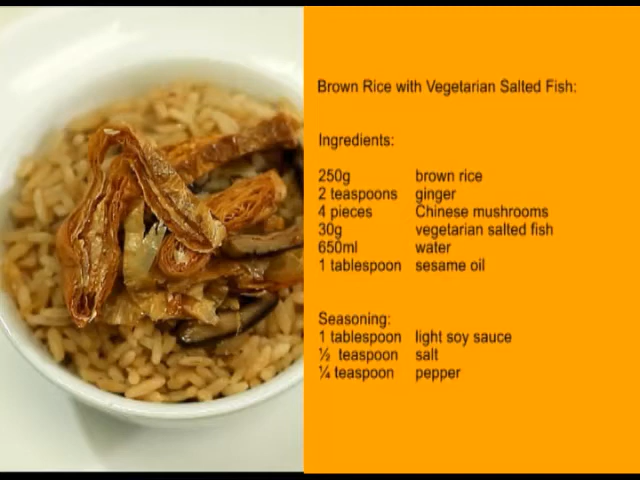 Brown Rice with Vegetarian Salted Fish:
Ingredients:
250g brown rice
2 teaspoons ginger
4 pieces Chinese mushrooms
30g vegetarian salted fish
650ml water
1 tablespoon sesame oil
Seasoning:
1 tablespoon light soy sauce
½ teaspoon salt
¼ teaspoon pepper